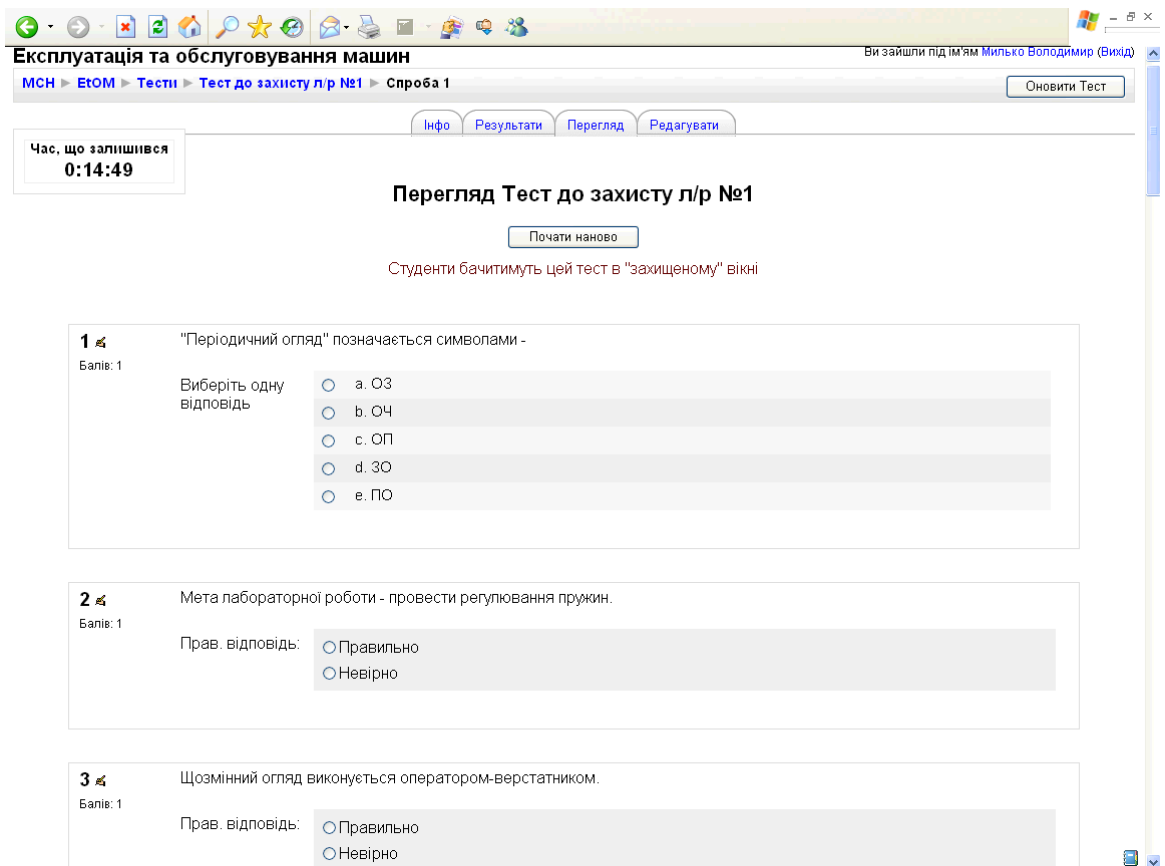 Експлуатація та обслуговування машин
Ви зайшли під ім'ям Милько Володимир (Вихід)
МСН ► EtOM ► Тести ► Тест до захисту л/р №1 ► Спроба 1
Оновити Тест
Інфо Результати Перегляд Редагувати
Час, що залишився
0:14:49
Перегляд Тест до захисту л/р №1
Почати наново
Студенти бачитимуть цей тест в "захищеному" вікні
1
Балів: 1
"Періодичний огляд" позначається символами -
Виберіть одну
відповідь
a. ОЗ
b. ОЧ
c. ОП
d. ЗО
e. ПО
2
Балів: 1
Мета лабораторної роботи - провести регулювання пружин.
Прав. відповідь:
Правильно
Невірно
3
Балів: 1
Щозмінний огляд виконується оператором-верстатником.
Прав. відповідь:
Правильно
Невірно